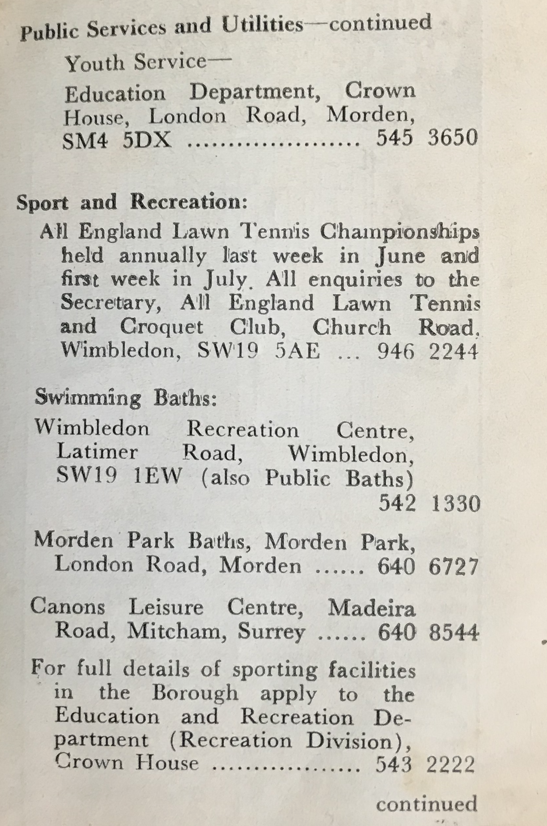 Public Services and Utilities—continued
Youth Service—
Education Department, Crown
House, London Road, Morden,
SM4 5DX ..................... 545 3650
Sport and Recreation:
All England Lawn Tennis Championships
held annually last week in June and
first week in July. All enquiries to the
Secretary, All England Lawn Tennis
and Croquet Club, Church Road,
Wimbledon, SW19 5AE ... 946 2244
Swimming Baths:
Wimbledon Recreation Centre,
Latimer Road, Wimbledon,
SW19 1EW (also Public Baths)
542 1330
Morden Park Baths, Morden Park,
London Road, Morden ...... 640 6727
Canons Leisure Centre, Madeira
Road, Mitcham, Surrey ...... 640 8544
For full details of sporting facilities
in the Borough apply to the
Education and Recreation De-
partment (Recreation Division),
Crown House .................. 543 2222
continued